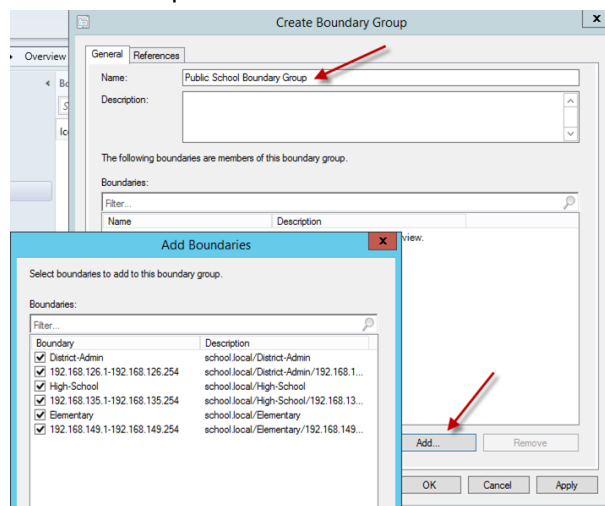 Create Boundary Group
x
Overview
General References
Name: Public School Boundary Group
Description:
The following boundaries are members of this boundary group.
Boundaries:
Filter...
Name Description
view.
Add Boundaries
x
Select boundaries to add to this boundary group.
Boundaries:
Filter...
Boundary Description
District-Admin school.local/District-Admin
192.168.126.1-192.168.126.254 school.local/District-Admin/192.168.1...
High-School school.local/High-School
192.168.135.1-192.168.135.254 school.local/High-School/192.168.13...
Elementary school.local/Elementary
192.168.149.1-192.168.149.254 school.local/Elementary/192.168.149...
Add... Remove
OK Cancel Apply